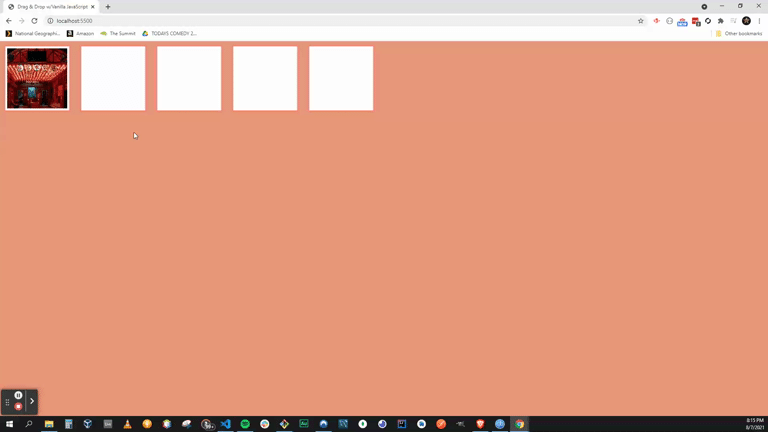 Drag & Drop w/Vanilla JavaScript
localhost:5500
National Geographi...
Amazon
The Summit
TODAYS COMEDY 2...
Other bookmarks
8:15 PM
8/7/2021